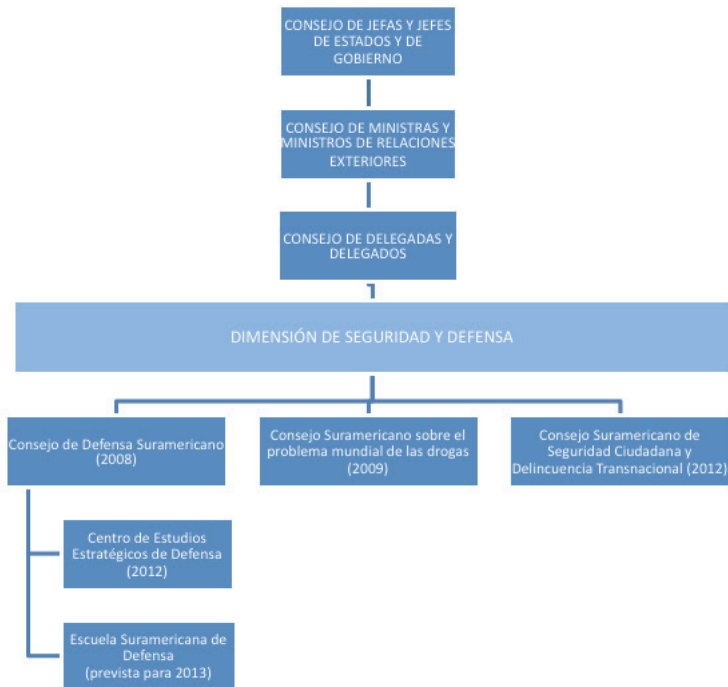 CONSEJO DE JEFAS Y JEFES
DE ESTADOS Y DE
GOBIERNO
CONSEJO DE MINISTRAS Y
MINISTROS DE RELACIONES
EXTERIORES
CONSEJO DE DELEGADAS Y
DELEGADOS
DIMENSIÓN DE SEGURIDAD Y DEFENSA
Consejo de Defensa Suramericano
(2008)
Consejo Suramericano sobre el
problema mundial de las drogas
(2009)
Consejo Suramericano de
Seguridad Ciudadana y
Delincuencia Transnacional (2012)
Centro de Estudios
Estratégicos de Defensa
(2012)
Escuela Suramericana de
Defensa
(prevista para 2013)